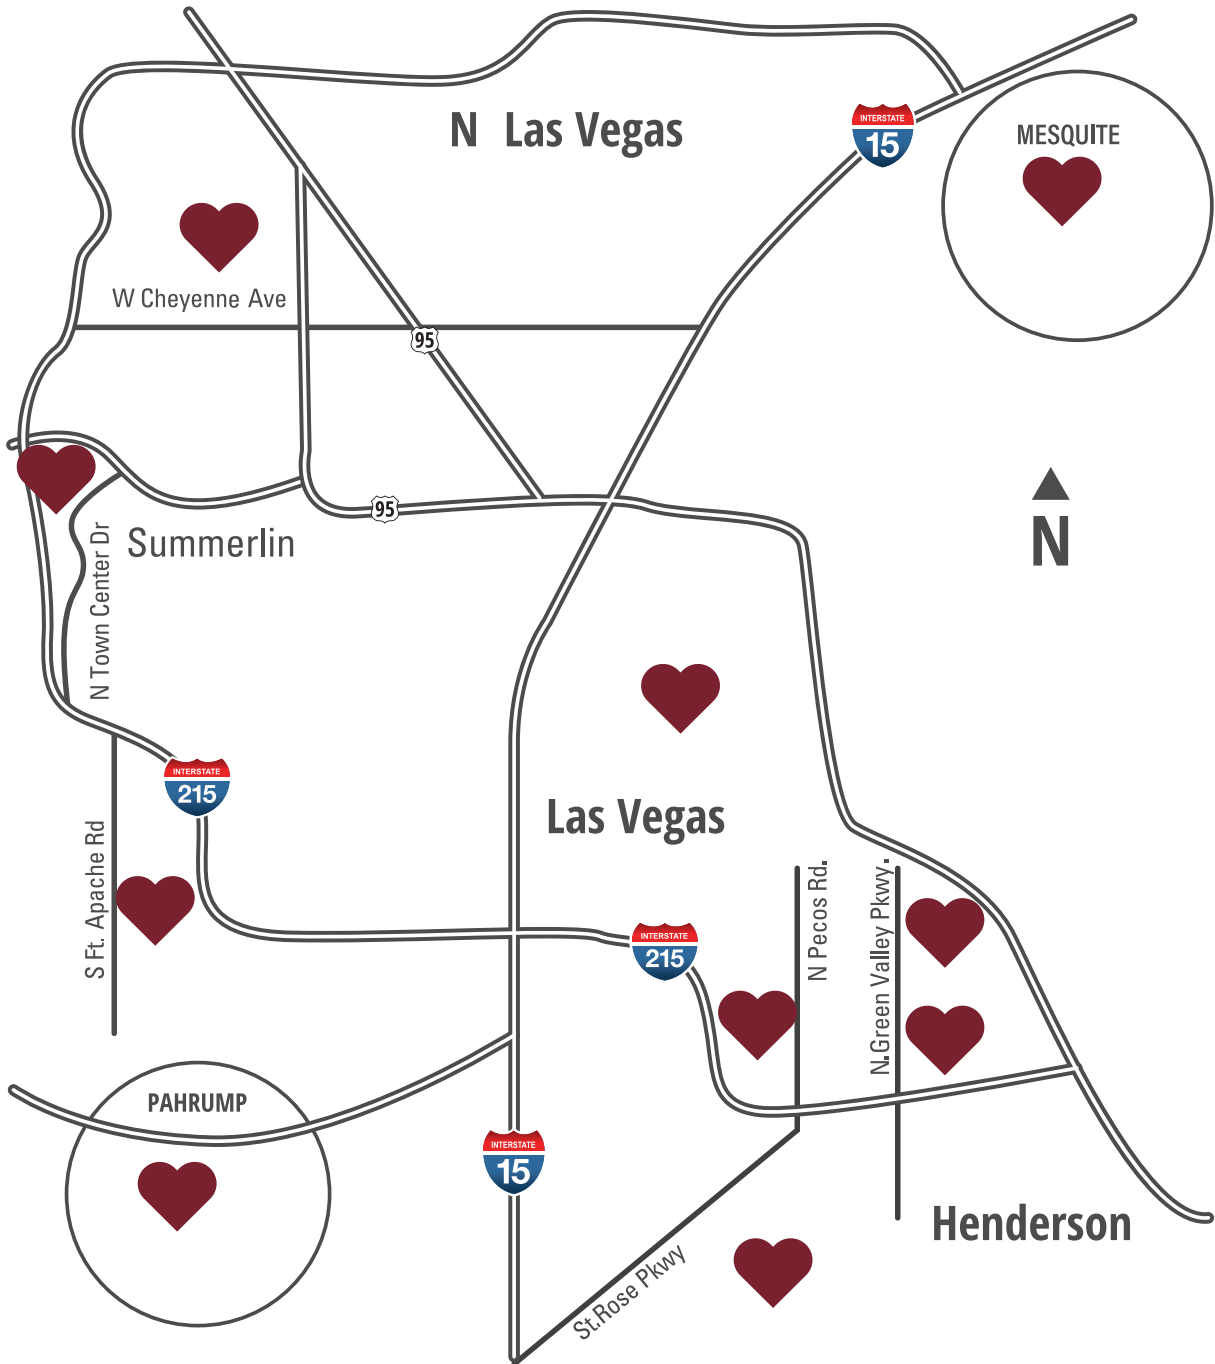 N Las Vegas
INTERSTATE
15
MESQUITE
W Cheyenne Ave
95
95
N
N Town Center Dr
Summerlin
INTERSTATE
215
Las Vegas
S Ft. Apache Rd
N Pecos Rd.
N.Green Valley Pkwy.
INTERSTATE
215
PAHRUMP
INTERSTATE
15
Henderson
St.Rose Pkwy